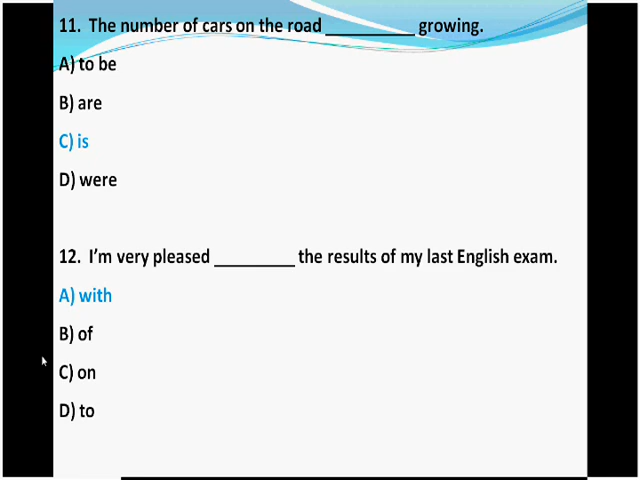 11. The number of cars on the road __________ growing.
A) to be
B) are
C) is
D) were
12. I'm very pleased _________ the results of my last English exam.
A) with
B) of
C) on
D) to